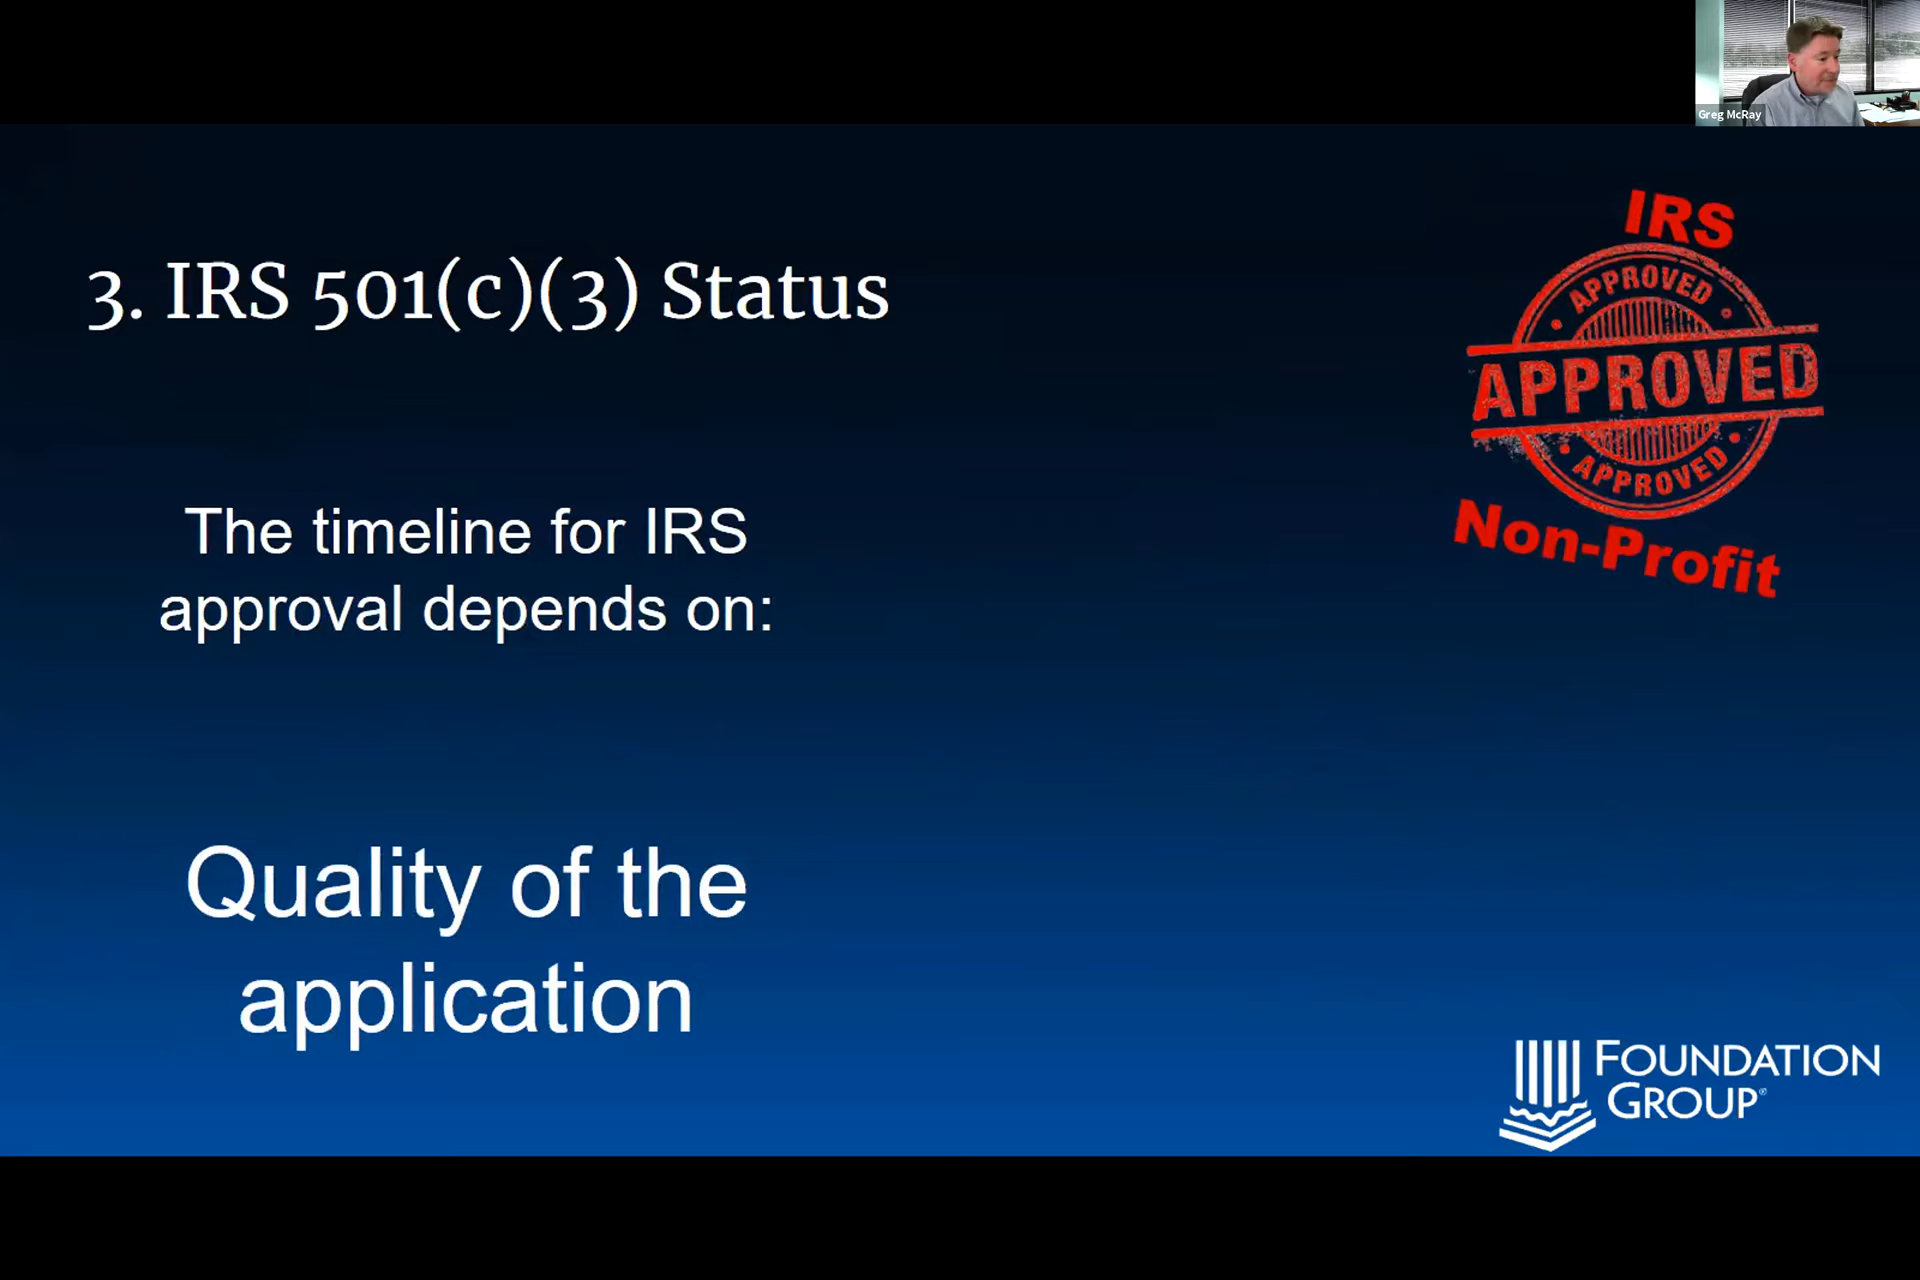 Greg McRay
3. IRS 501(c)(3) Status
The timeline for IRS
approval depends on:
Quality of the
application
IRS
APPROVED
APPROVED
APPROVED
Non-Profit
FOUNDATION
GROUP®